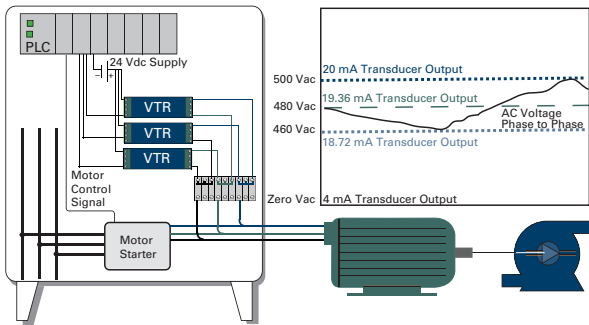 PLC
24 Vdc Supply
– +
VTR
VTR
VTR
Motor
Control
Signal
Motor
Starter
20 mA Transducer Output
500 Vac
19.36 mA Transducer Output
480 Vac
AC Voltage
Phase to Phase
460 Vac
18.72 mA Transducer Output
Zero Vac
4 mA Transducer Output